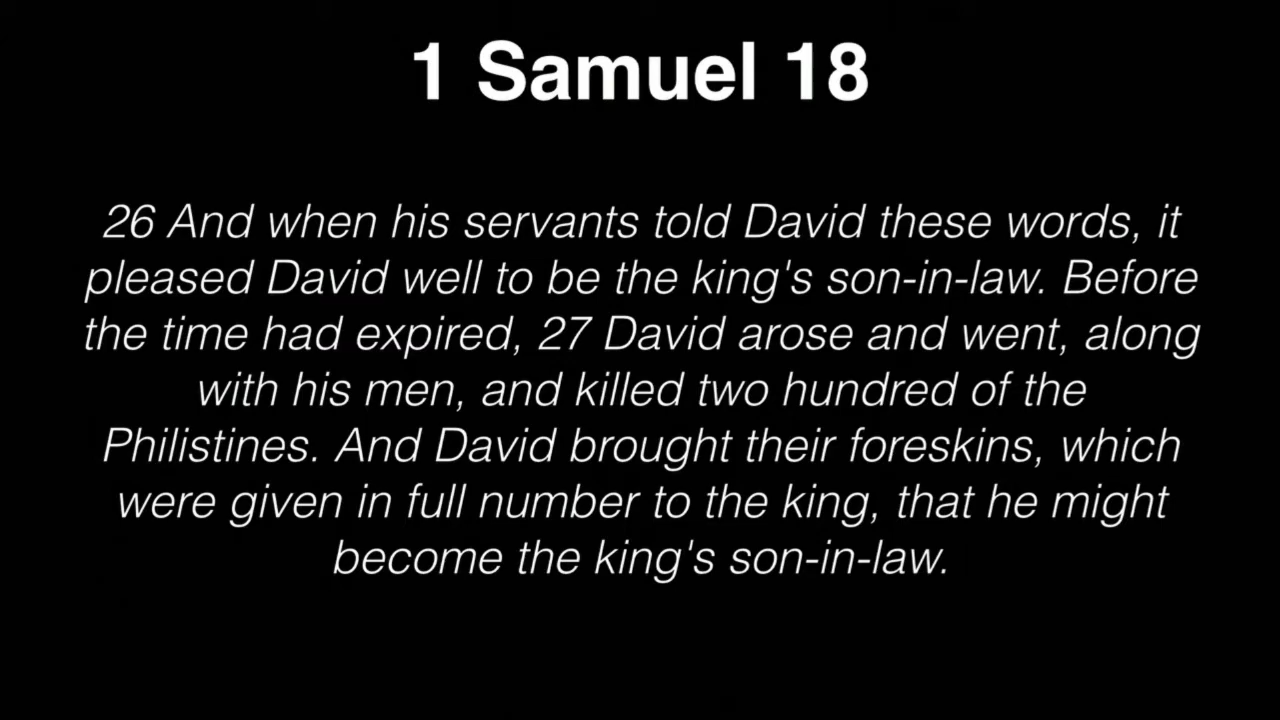 1 Samuel 18
26 And when his servants told David these words, it
pleased David well to be the king's son-in-law. Before
the time had expired, 27 David arose and went, along
with his men, and killed two hundred of the
Philistines. And David brought their foreskins, which
were given in full number to the king, that he might
become the king's son-in-law.